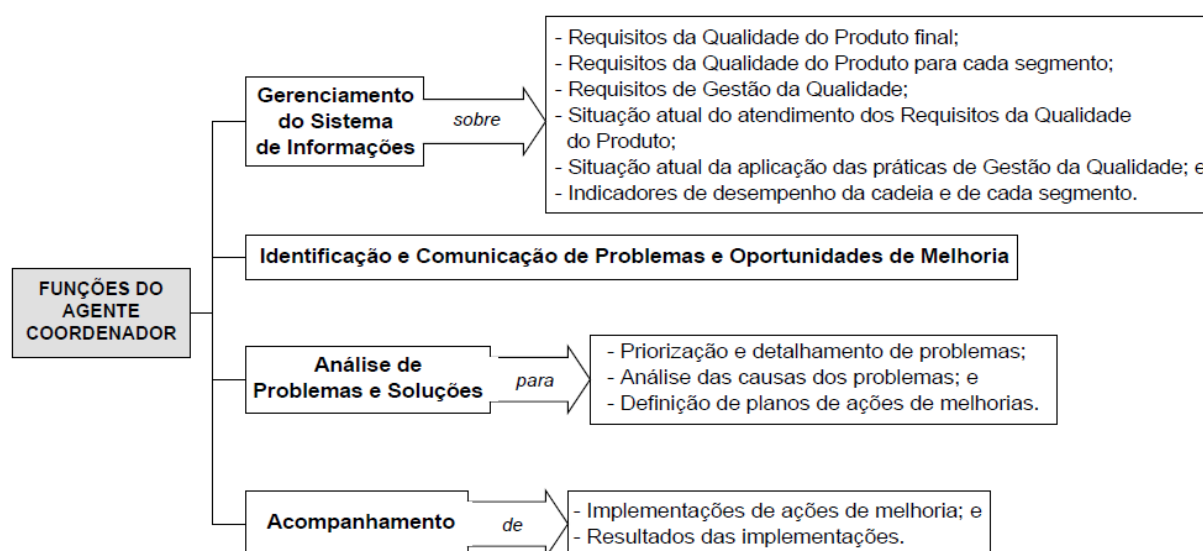 - Requisitos da Qualidade do Produto final;
- Requisitos da Qualidade do Produto para cada segmento;
- Requisitos de Gestão da Qualidade;
- Situação atual do atendimento dos Requisitos da Qualidade
do Produto;
- Situação atual da aplicação das práticas de Gestão da Qualidade; e
- Indicadores de desempenho da cadeia e de cada segmento.
Gerenciamento
do Sistema
de Informações
sobre
Identificação e Comunicação de Problemas e Oportunidades de Melhoria
FUNÇÕES DO
AGENTE
COORDENADOR
Análise de
Problemas e Soluções
para
- Priorização e detalhamento de problemas;
- Análise das causas dos problemas; e
- Definição de planos de ações de melhorias.
Acompanhamento
de
- Implementações de ações de melhoria; e
- Resultados das implementações.